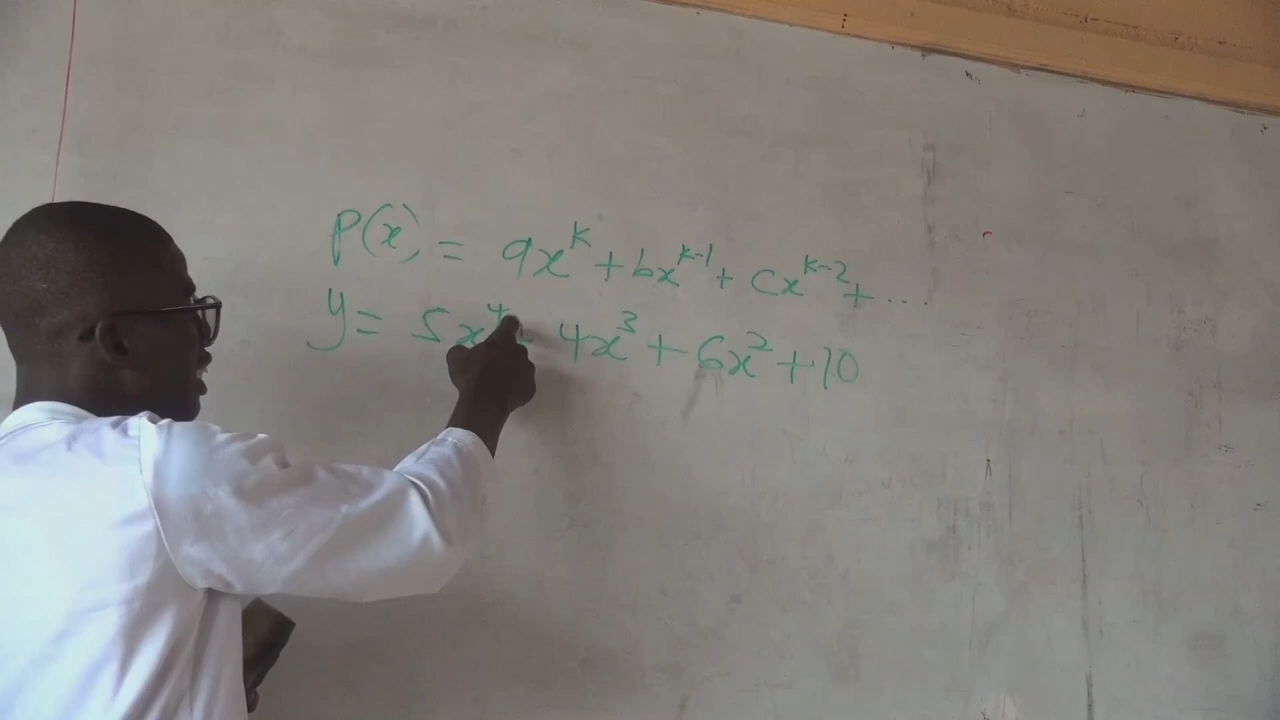 P(x) = ax^k + bx^(k-1) + cx^(k-2) + ....
y = 5x^4 - 4x^3 + 6x^2 + 10